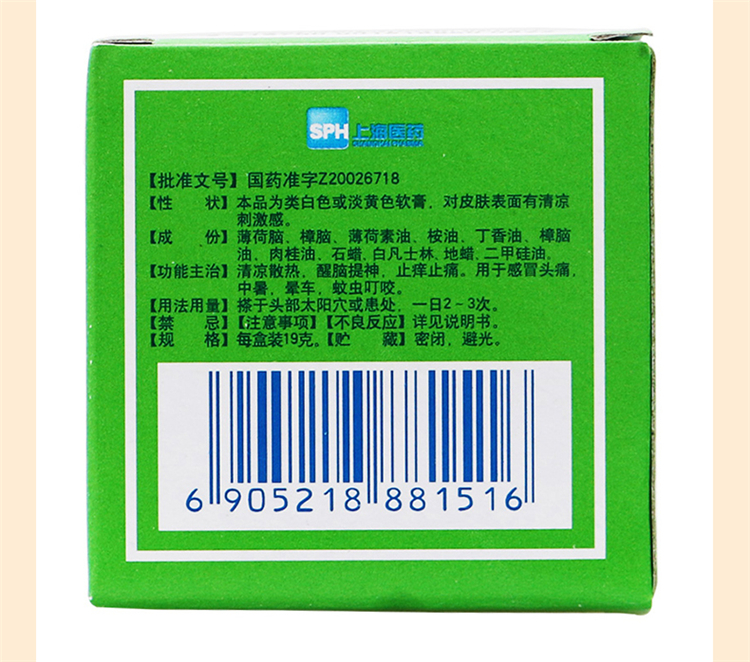 SPH 上海医药
【批准文号】国药准字Z20026718
【性 状】本品为类白色或淡黄色软膏，对皮肤表面有清凉
刺激感。
【成 份】薄荷脑、樟脑、薄荷素油、桉油、丁香油、樟脑
油、肉桂油、石蜡、白凡士林、地蜡、二甲硅油。
【功能主治】清凉散热，醒脑提神，止痒止痛。用于感冒头痛，
中暑，晕车，蚊虫叮咬。
【用法用量】搽于头部太阳穴或患处，一日2-3次。
【禁 忌】【注意事项】【不良反应】详见说明书。
【规 格】每盒装19克。【贮 藏】密闭，避光。
6 905218 881516